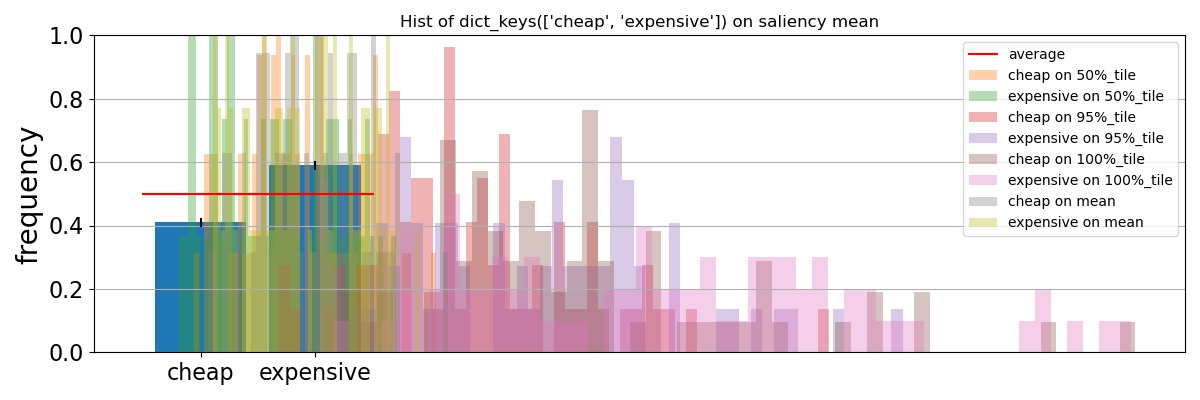 Hist of dict_keys(['cheap', 'expensive']) on saliency mean
frequency
1.0
0.8
0.6
0.4
0.2
0.0
cheap
expensive
average
cheap on 50%_tile
expensive on 50%_tile
cheap on 95%_tile
expensive on 95%_tile
cheap on 100%_tile
expensive on 100%_tile
cheap on mean
expensive on mean